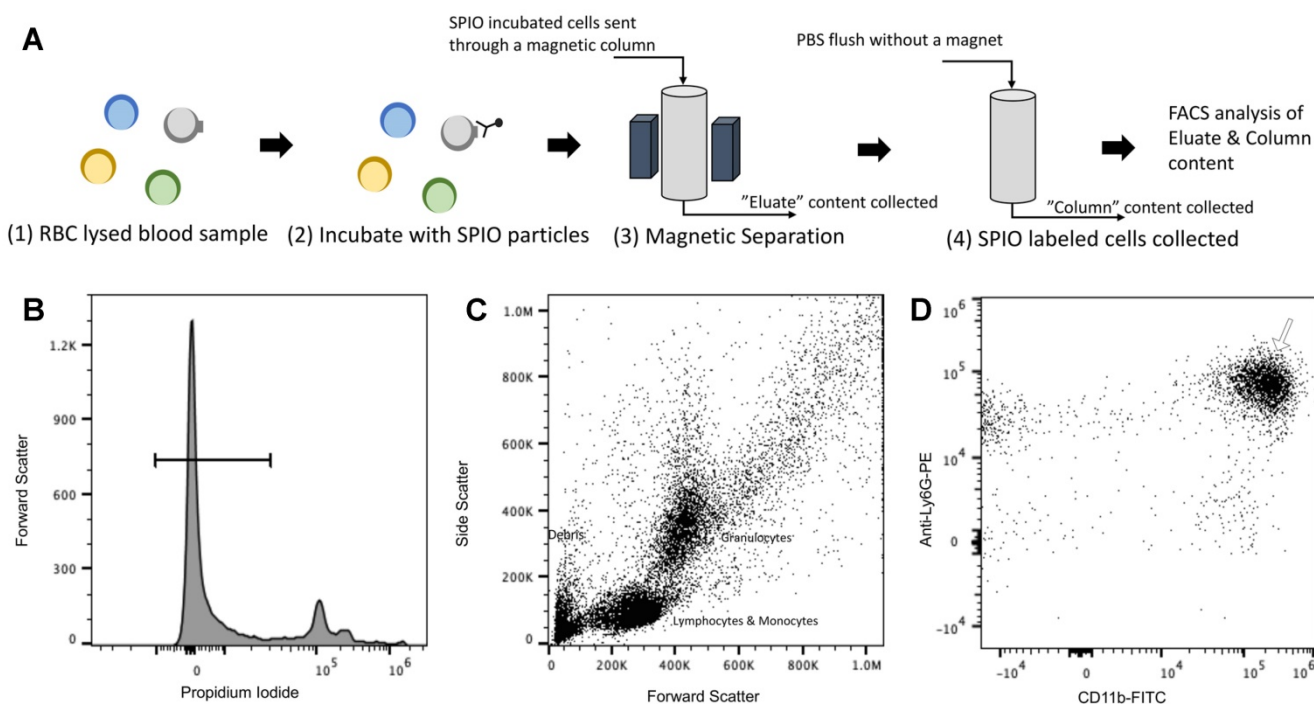 A
SPIO incubated cells sent
through a magnetic column
PBS flush without a magnet
FACS analysis of
Eluate & Column
content
"Eluate" content collected
"Column" content collected
(1) RBC lysed blood sample
(2) Incubate with SPIO particles
(3) Magnetic Separation
(4) SPIO labeled cells collected
B
Forward Scatter
1.2K
900
600
300
0
0
10^5
10^6
Propidium Iodide
C
Side Scatter
1.0M
800K
600K
400K
200K
0
Debris
Granulocytes
Lymphocytes & Monocytes
0
200K
400K
600K
800K
1.0M
Forward Scatter
D
Anti-Ly6G-PE
10^6
10^5
10^4
0
-10^4
-10^4
0
10^4
10^5
10^6
CD11b-FITC